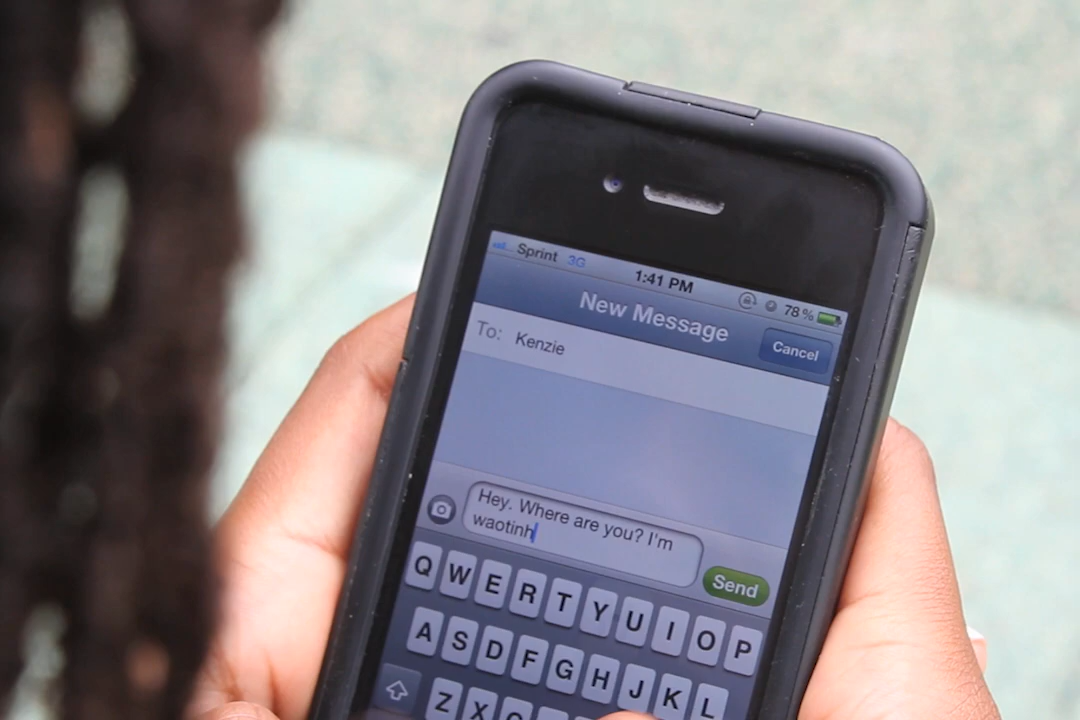 Sprint 3G 1:41 PM 78%
New Message
Cancel
To: Kenzie
Hey. Where are you? I'm
waotinh
Send
Q W E R T Y U I O P
A S D F G H J K L
Z X